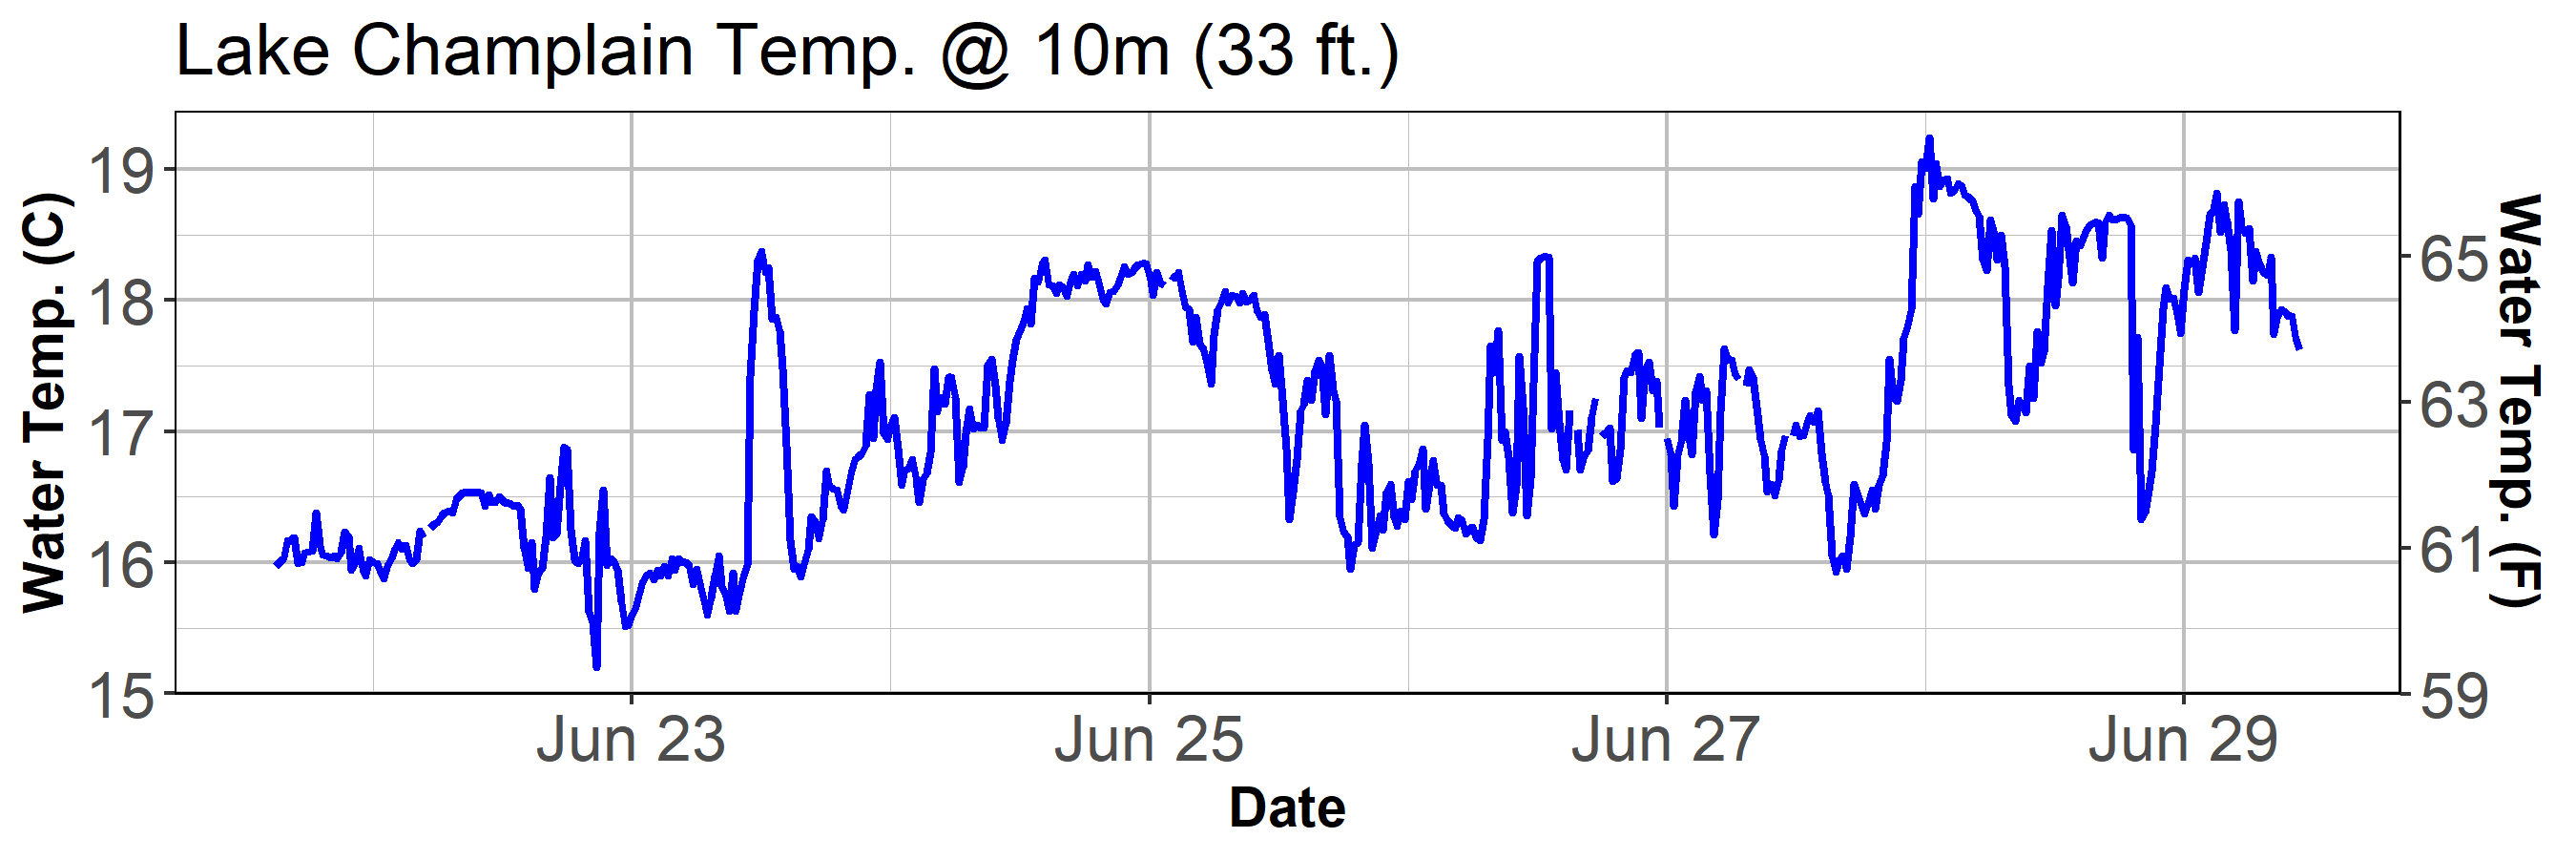 Lake Champlain Temp. @ 10m (33 ft.)
Water Temp. (C)
19
18
17
16
15
65
63
61
59
Water Temp. (F)
Jun 23
Jun 25
Jun 27
Jun 29
Date